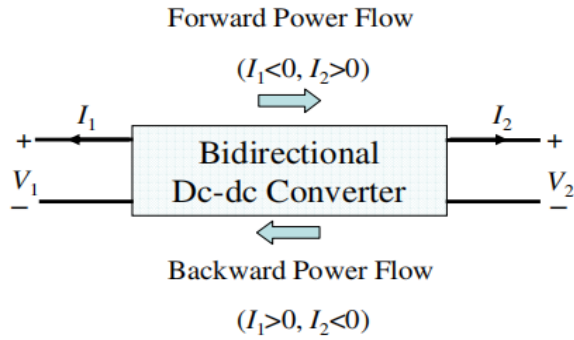 Forward Power Flow
(I₁<0, I₂>0)
I₁
I₂
+
+
Bidirectional
V₁
V₂
Dc-dc Converter
−
−
Backward Power Flow
(I₁>0, I₂<0)